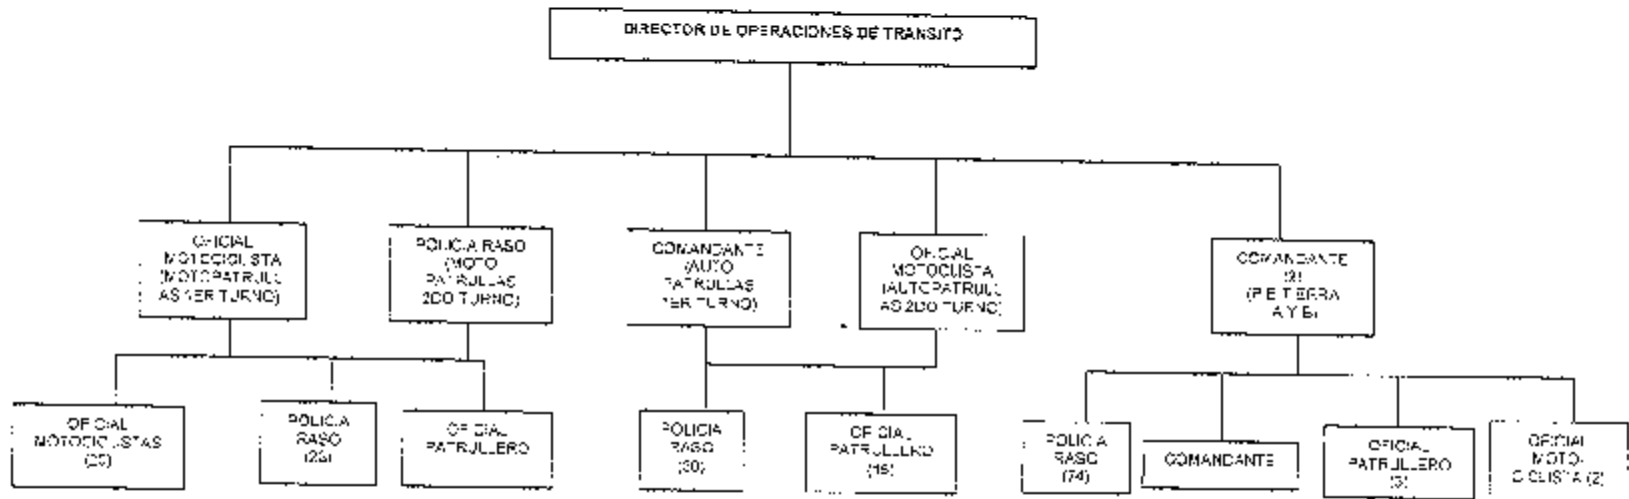 DIRECTOR DE OPERACIONES DE TRANSITO
OFICIAL
MOTOCICLISTA
(MOTOPATRULL
AS 1ER TURNO)
POLICIA RASO
(MOTO
PATRULLAS
2DO TURNO)
COMANDANTE
(AUTO
PATRULLAS
1ER TURNO)
OFICIAL
MOTOCLISTA
(AUTOPATRULL
AS 2DO TURNO)
COMANDANTE
(PIE TIERRA
A Y B)
OFICIAL
MOTOCICLISTAS
POLICIA
RASO
OFICIAL
PATRULLERO
POLICIA
RASO
(30)
OFICIAL
PATRULLERO
POLICIA
RASO
(74)
COMANDANTE
OFICIAL
PATRULLERO
OFICIAL
MOTO-
CICLISTA (2)